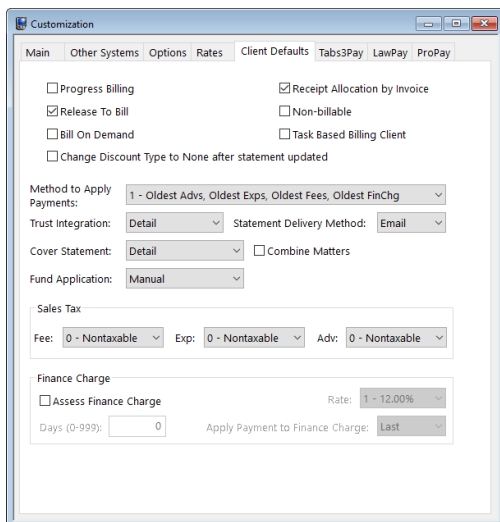 Customization
Main Other Systems Options Rates Client Defaults Tabs3Pay LawPay ProPay
Progress Billing Receipt Allocation by Invoice
Release To Bill Non-billable
Bill On Demand Task Based Billing Client
Change Discount Type to None after statement updated
Method to Apply
Payments: 1 - Oldest Advs, Oldest Exps, Oldest Fees, Oldest FinChg
Trust Integration: Detail Statement Delivery Method: Email
Cover Statement: Detail Combine Matters
Fund Application: Manual
Sales Tax
Fee: 0 - Nontaxable Exp: 0 - Nontaxable Adv: 0 - Nontaxable
Finance Charge
Assess Finance Charge Rate: 1 - 12.00%
Days (0-999): 0 Apply Payment to Finance Charge: Last